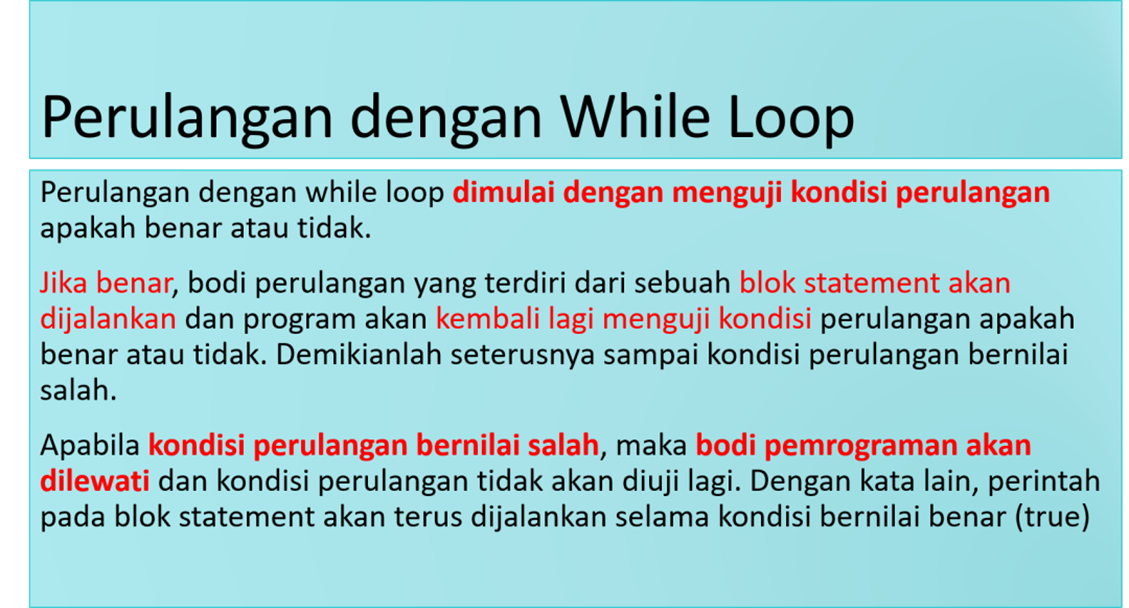 Perulangan dengan While Loop
Perulangan dengan while loop dimulai dengan menguji kondisi perulangan
apakah benar atau tidak.
Jika benar, bodi perulangan yang terdiri dari sebuah blok statement akan
dijalankan dan program akan kembali lagi menguji kondisi perulangan apakah
benar atau tidak. Demikianlah seterusnya sampai kondisi perulangan bernilai
salah.
Apabila kondisi perulangan bernilai salah, maka bodi pemrograman akan
dilewati dan kondisi perulangan tidak akan diuji lagi. Dengan kata lain, perintah
pada blok statement akan terus dijalankan selama kondisi bernilai benar (true)